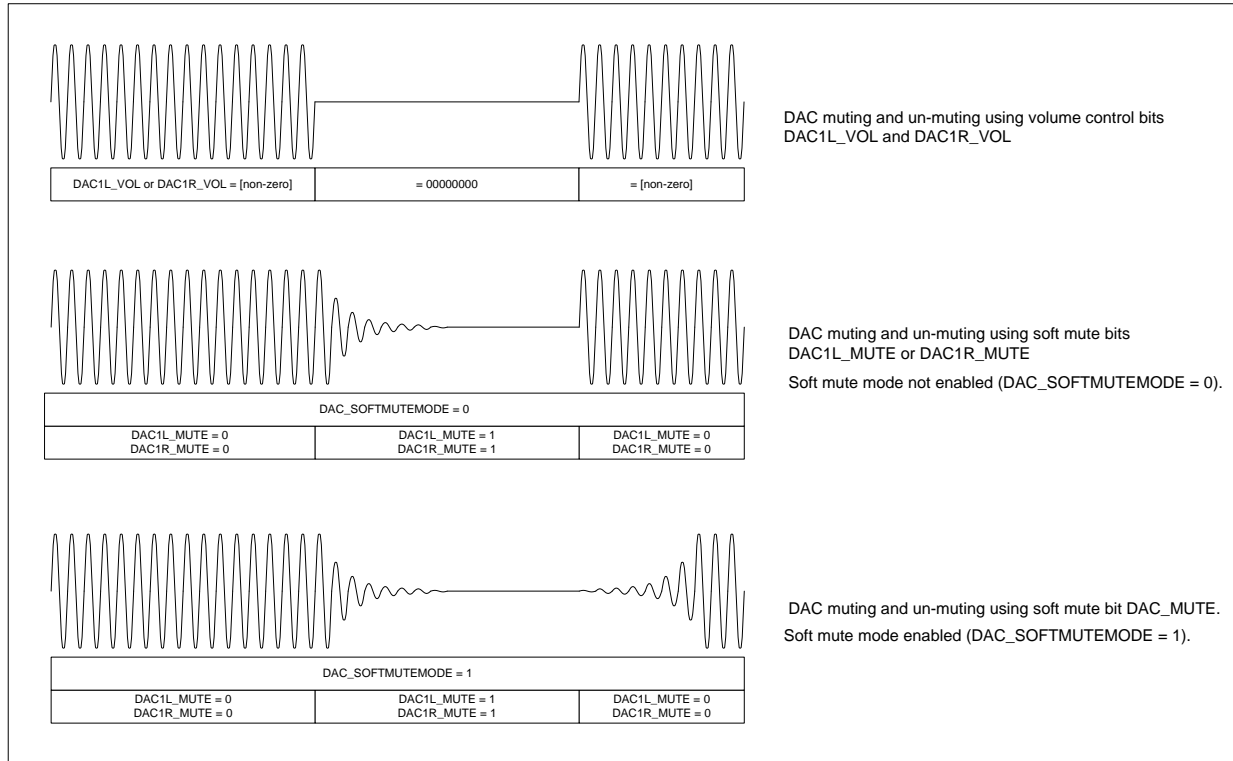 DAC muting and un-muting using volume control bits
DAC1L_VOL and DAC1R_VOL
DAC1L_VOL or DAC1R_VOL = [non-zero]
= 00000000
= [non-zero]
DAC muting and un-muting using soft mute bits
DAC1L_MUTE or DAC1R_MUTE
Soft mute mode not enabled (DAC_SOFTMUTEMODE = 0).
DAC_SOFTMUTEMODE = 0
DAC1L_MUTE = 0
DAC1R_MUTE = 0
DAC1L_MUTE = 1
DAC1R_MUTE = 1
DAC1L_MUTE = 0
DAC1R_MUTE = 0
DAC muting and un-muting using soft mute bit DAC_MUTE.
Soft mute mode enabled (DAC_SOFTMUTEMODE = 1).
DAC_SOFTMUTEMODE = 1
DAC1L_MUTE = 0
DAC1R_MUTE = 0
DAC1L_MUTE = 1
DAC1R_MUTE = 1
DAC1L_MUTE = 0
DAC1R_MUTE = 0